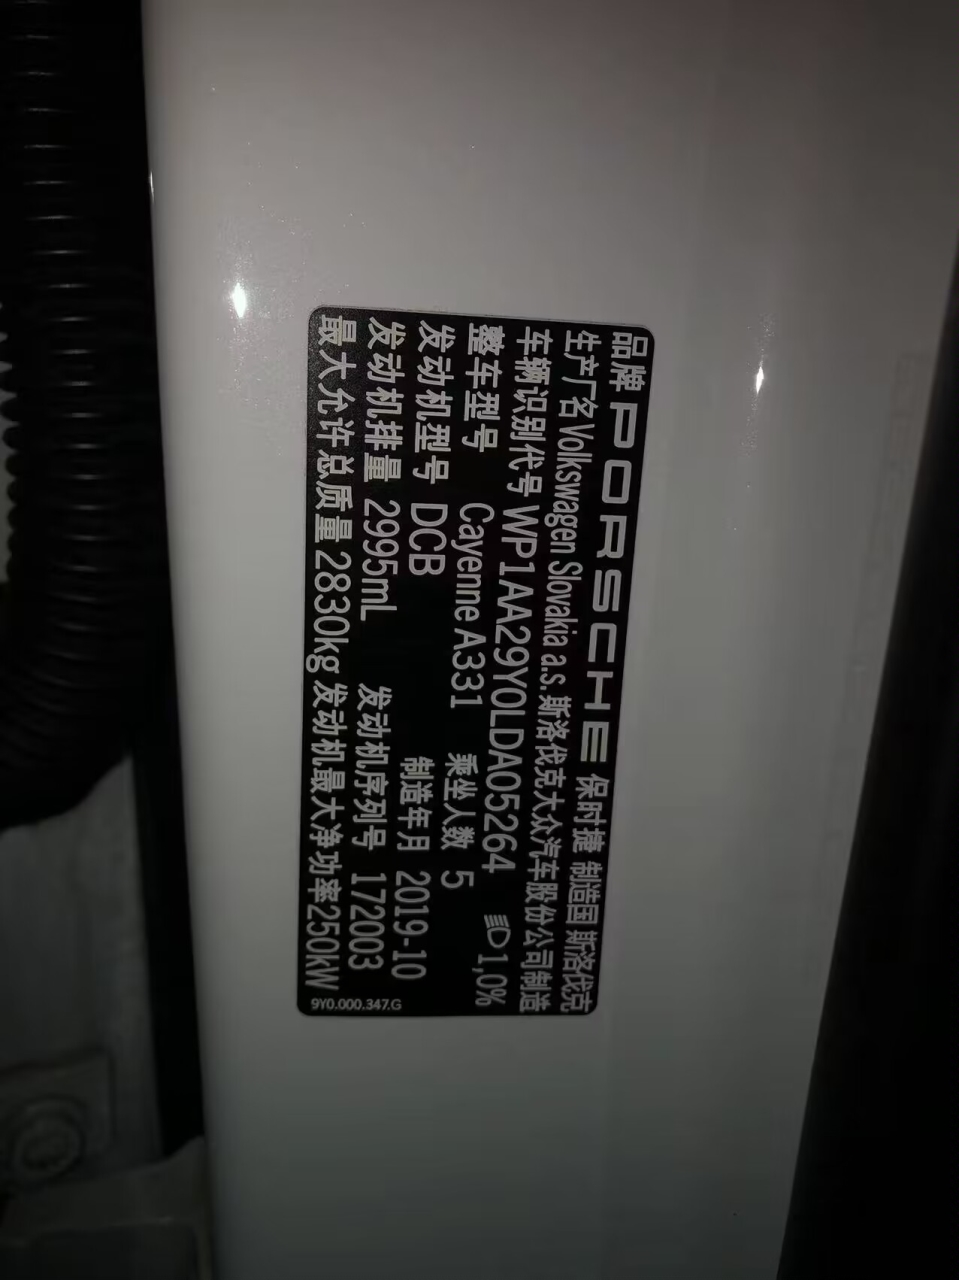 品牌 PORSCHE 保时捷 制造国 斯洛伐克
生产厂名 Volkswagen Slovakia a.s. 斯洛伐克大众汽车股份公司制造
车辆识别代号 WP1AA29Y0LDA05264 1,0%
整车型号 Cayenne A331 乘坐人数 5
发动机型号 DCB 制造年月 2019-10
发动机排量 2995mL 发动机序列号 172003
最大允许总质量 2830kg 发动机最大净功率 250kW
9Y0.000.347.G